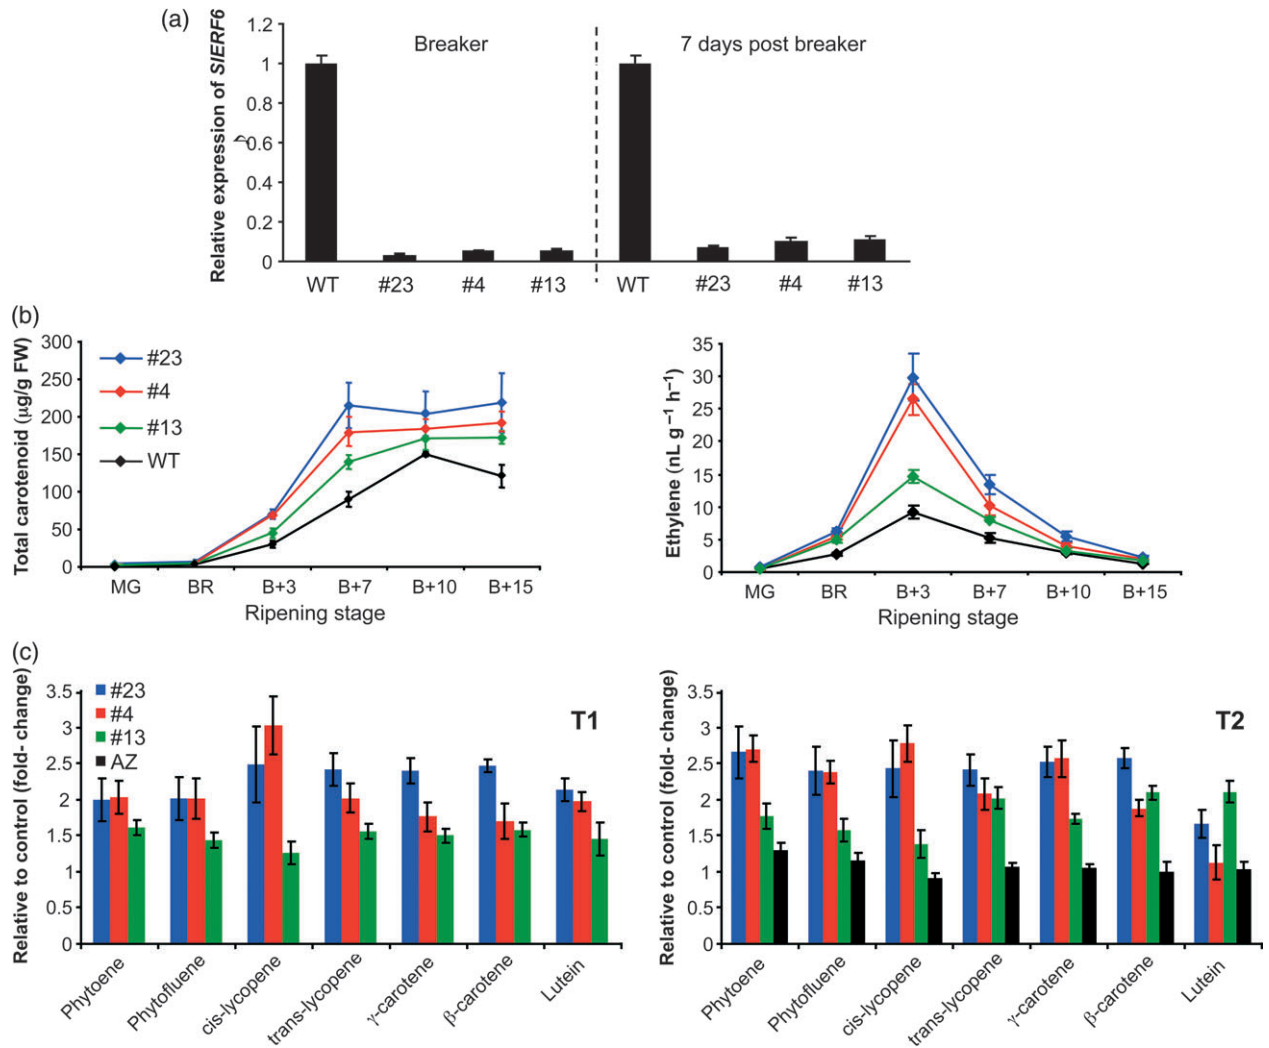 (a)
Relative expression of SlERF6
1.2
1
0.8
0.6
0.4
0.2
0
Breaker
7 days post breaker
WT
#23
#4
#13
WT
#23
#4
#13
(b)
Total carotenoid (μg/g FW)
300
250
200
150
100
50
0
#23
#4
#13
WT
MG
BR
B+3
B+7
B+10
B+15
Ripening stage
Ethylene (nL g⁻¹ h⁻¹)
35
30
25
20
15
10
5
0
MG
BR
B+3
B+7
B+10
B+15
Ripening stage
(c)
Relative to control (fold- change)
3.5
3
2.5
2
1.5
1
0.5
0
#23
#4
#13
AZ
T1
Phytoene
Phytofluene
cis-lycopene
trans-lycopene
γ-carotene
β-carotene
Lutein
Relative to control (fold-change)
3.5
3
2.5
2
1.5
1
0.5
0
T2
Phytoene
Phytofluene
cis-lycopene
trans-lycopene
γ-carotene
β-carotene
Lutein